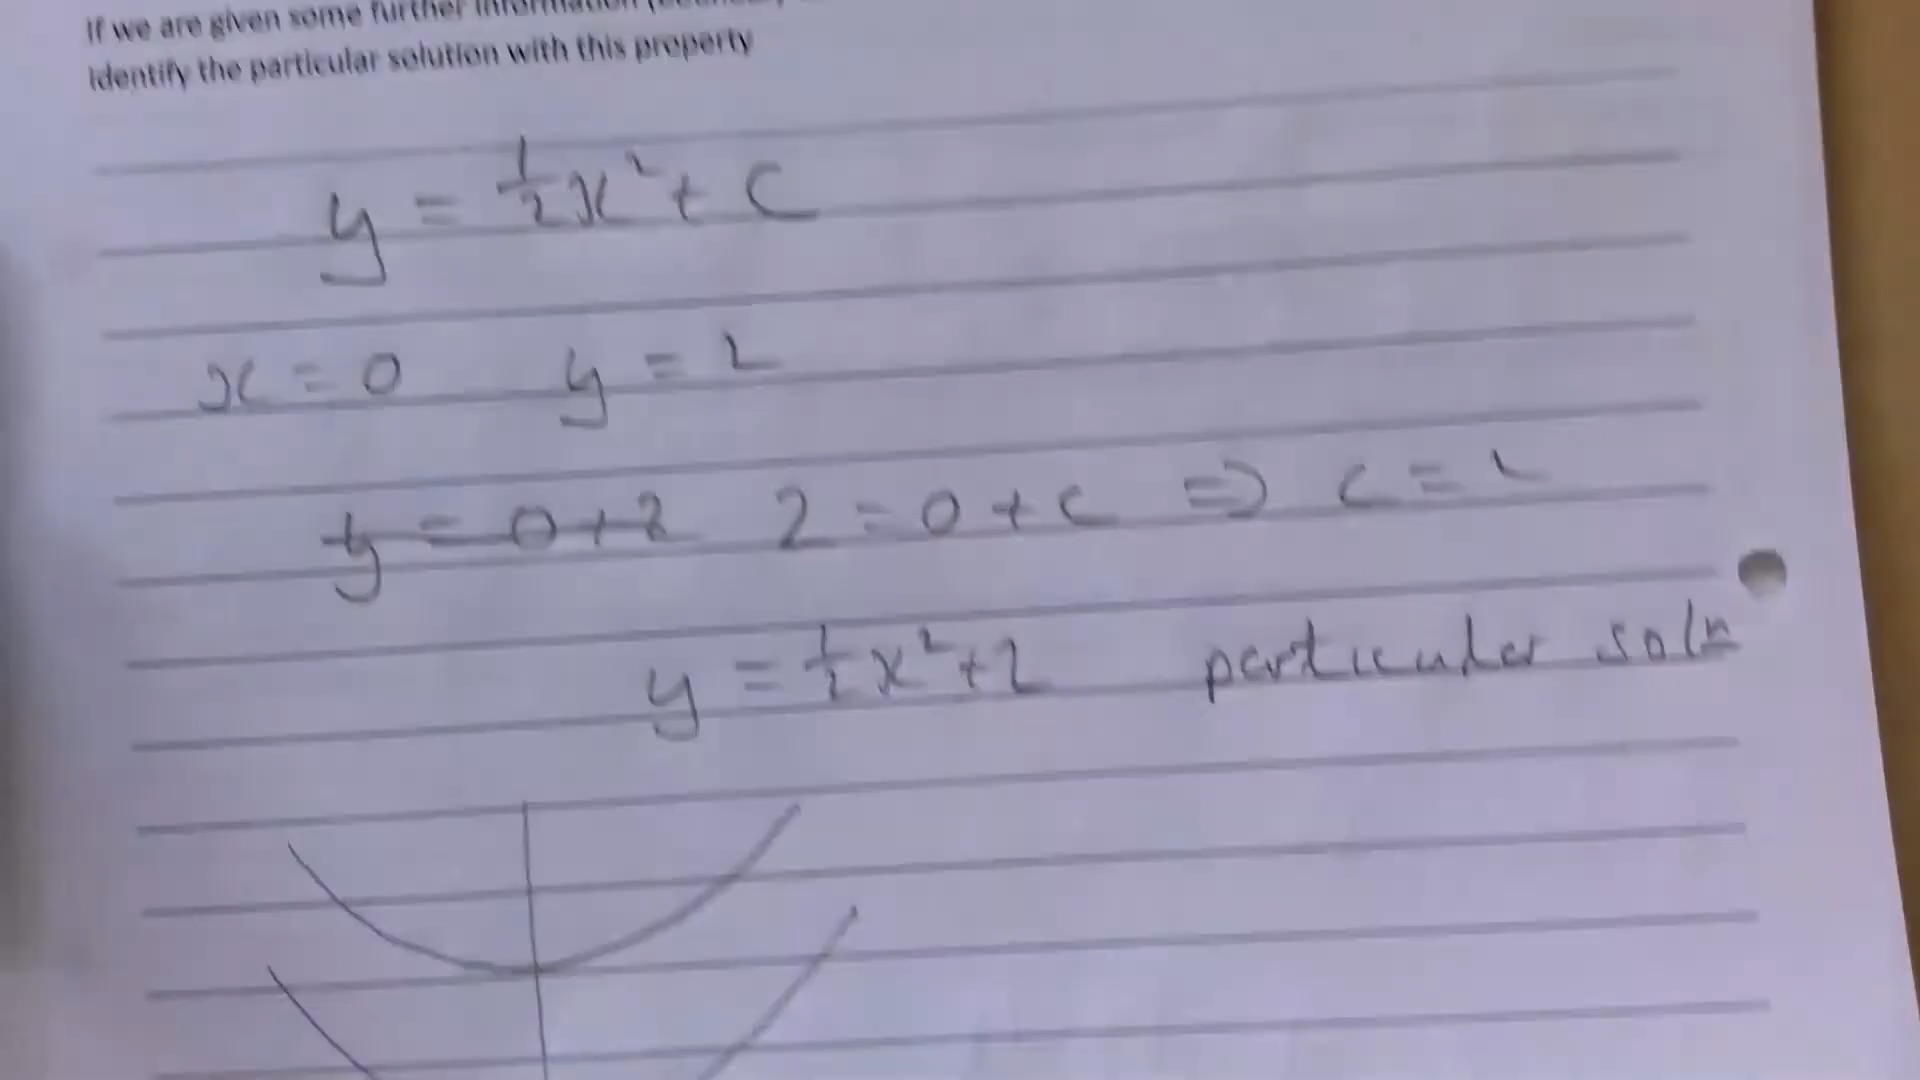 If we are given some further information
identify the particular solution with this property
y = ½x² + c
x = 0 y = 2
y = 0 + 2 2 = 0 + c ⇒ c = 2
y = ½x² + 2 particular soln